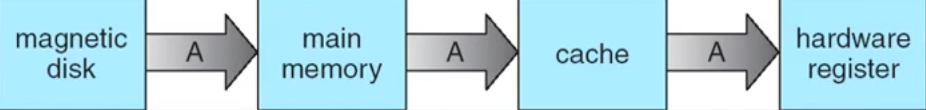 magnetic
disk
A
main
memory
A
cache
A
hardware
register